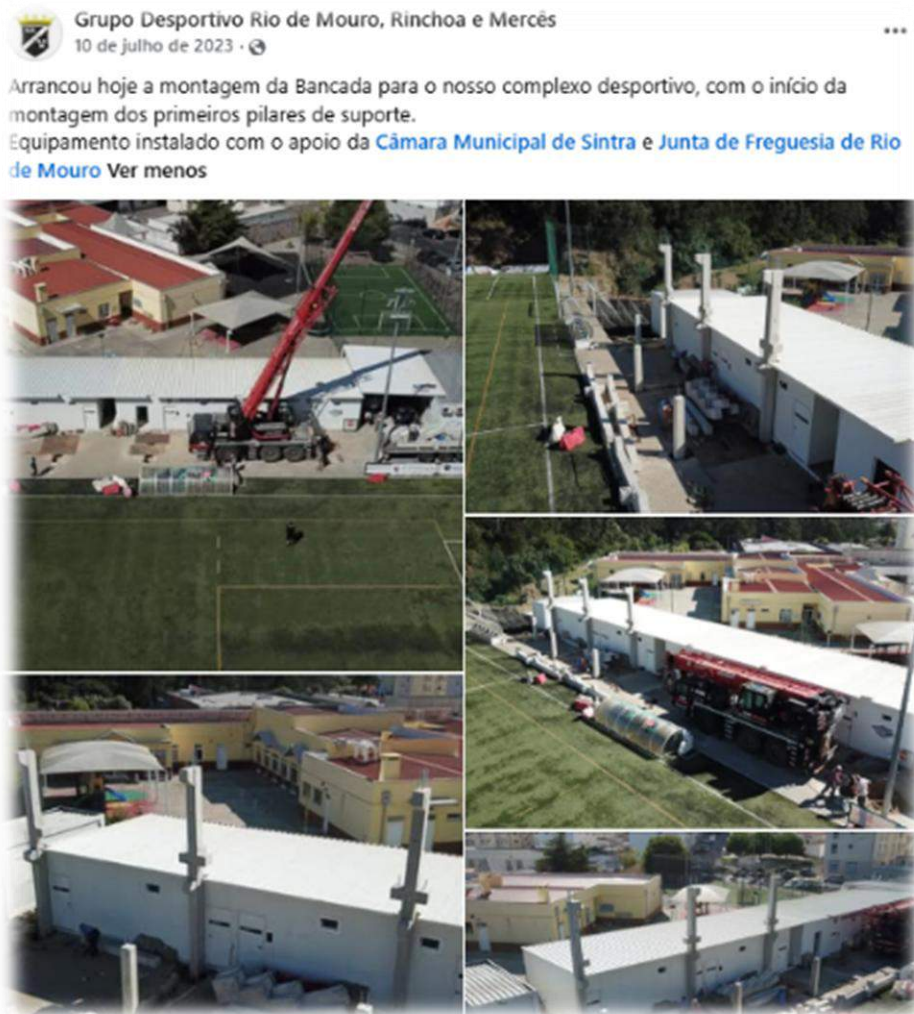 Grupo Desportivo Rio de Mouro, Rinchoa e Mercês
10 de julho de 2023 ·
Arrancou hoje a montagem da Bancada para o nosso complexo desportivo, com o início da
montagem dos primeiros pilares de suporte.
Equipamento instalado com o apoio da Câmara Municipal de Sintra e Junta de Freguesia de Rio
de Mouro Ver menos